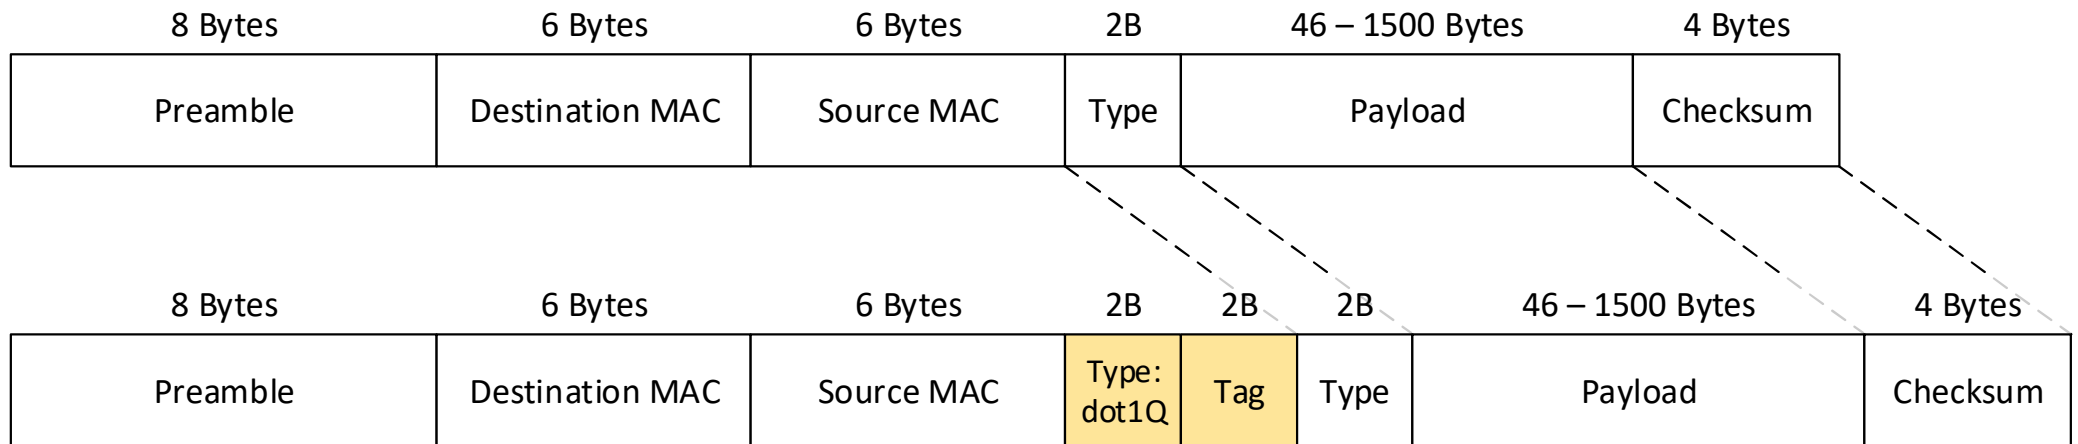 8 Bytes 6 Bytes 6 Bytes 2B 46 – 1500 Bytes 4 Bytes
Preamble Destination MAC Source MAC Type Payload Checksum
8 Bytes 6 Bytes 6 Bytes 2B 2B 2B 46 – 1500 Bytes 4 Bytes
Preamble Destination MAC Source MAC Type: dot1Q Tag Type Payload Checksum